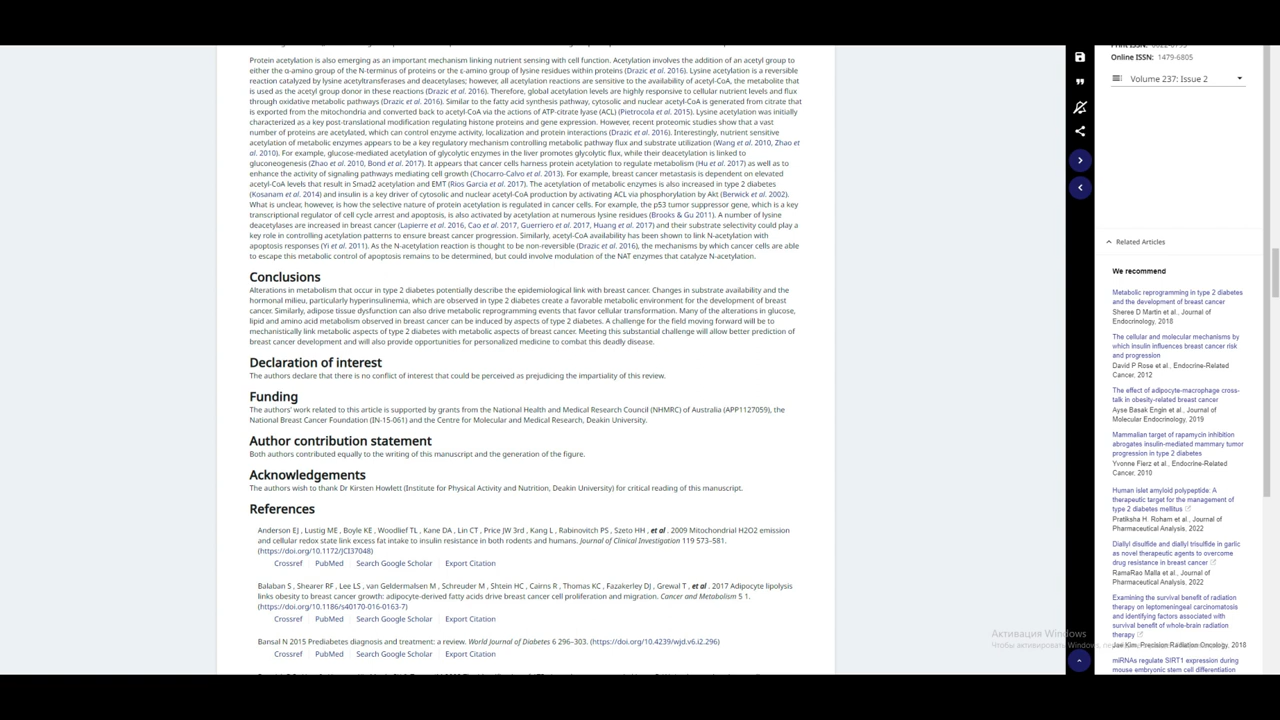 Protein acetylation is also emerging as an important mechanism linking nutrient sensing with cell function. Acetylation involves the addition of an acetyl group to
either the α-amino group of the N-terminus of proteins or the ε-amino group of lysine residues within proteins (Drazic et al. 2016). Lysine acetylation is a reversible
reaction catalyzed by lysine acetyltransferases and deacetylases; however, all acetylation reactions are sensitive to the availability of acetyl-CoA, the metabolite that
is used as the acetyl group donor in these reactions (Drazic et al. 2016). Therefore, global acetylation levels are highly responsive to cellular nutrient levels and flux
through oxidative metabolic pathways (Drazic et al. 2016). Similar to the fatty acid synthesis pathway, cytosolic and nuclear acetyl-CoA is generated from citrate that
is exported from the mitochondria and converted back to acetyl-CoA via the actions of ATP-citrate lyase (ACL) (Pietrocola et al. 2015). Lysine acetylation was initially
characterized as a key post-translational modification regulating histone proteins and gene expression. However, recent proteomic studies show that a vast
number of proteins are acetylated, which can control enzyme activity, localization and protein interactions (Drazic et al. 2016). Interestingly, nutrient sensitive
acetylation of metabolic enzymes appears to be a key regulatory mechanism controlling metabolic pathway flux and substrate utilization (Wang et al. 2010, Zhao et
al. 2010). For example, glucose-mediated acetylation of glycolytic enzymes in the liver promotes glycolytic flux, while their deacetylation is linked to
gluconeogenesis (Zhao et al. 2010, Bond et al. 2017). It appears that cancer cells harness protein acetylation to regulate metabolism (Hu et al. 2017) as well as to
enhance the activity of signaling pathways mediating cell growth (Chocarro-Calvo et al. 2013). For example, breast cancer metastasis is dependent on elevated
acetyl-CoA levels that result in Smad2 acetylation and EMT (Rios Garcia et al. 2017). The acetylation of metabolic enzymes is also increased in type 2 diabetes
(Kosanam et al. 2014) and insulin is a key driver of cytosolic and nuclear acetyl-CoA production by activating ACL via phosphorylation by Akt (Berwick et al. 2002).
What is unclear, however, is how the selective nature of protein acetylation is regulated in cancer cells. For example, the p53 tumor suppressor gene, which is a key
transcriptional regulator of cell cycle arrest and apoptosis, is also activated by acetylation at numerous lysine residues (Brooks & Gu 2011). A number of lysine
deacetylases are increased in breast cancer (Lapierre et al. 2016, Cao et al. 2017, Guerriero et al. 2017, Huang et al. 2017) and their substrate selectivity could play a
key role in controlling acetylation patterns to ensure breast cancer progression. Similarly, acetyl-CoA availability has been shown to link N-acetylation with
apoptosis responses (Yi et al. 2011). As the N-acetylation reaction is thought to be non-reversible (Drazic et al. 2016), the mechanisms by which cancer cells are able
to escape this metabolic control of apoptosis remains to be determined, but could involve modulation of the NAT enzymes that catalyze N-acetylation.
Conclusions
Alterations in metabolism that occur in type 2 diabetes potentially describe the epidemiological link with breast cancer. Changes in substrate availability and the
hormonal milieu, particularly hyperinsulinemia, which are observed in type 2 diabetes create a favorable metabolic environment for the development of breast
cancer. Similarly, adipose tissue dysfunction can also drive metabolic reprogramming events that favor cellular transformation. Many of the alterations in glucose,
lipid and amino acid metabolism observed in breast cancer can be induced by aspects of type 2 diabetes. A challenge for the field moving forward will be to
mechanistically link metabolic aspects of type 2 diabetes with metabolic aspects of breast cancer. Meeting this substantial challenge will allow better prediction of
breast cancer development and will also provide opportunities for personalized medicine to combat this deadly disease.
Declaration of interest
The authors declare that there is no conflict of interest that could be perceived as prejudicing the impartiality of this review.
Funding
The authors' work related to this article is supported by grants from the National Health and Medical Research Council (NHMRC) of Australia (APP1127059), the
National Breast Cancer Foundation (IN-15-061) and the Centre for Molecular and Medical Research, Deakin University.
Author contribution statement
Both authors contributed equally to the writing of this manuscript and the generation of the figure.
Acknowledgements
The authors wish to thank Dr Kirsten Howlett (Institute for Physical Activity and Nutrition, Deakin University) for critical reading of this manuscript.
References
Anderson EJ , Lustig ME , Boyle KE , Woodlief TL , Kane DA , Lin CT , Price JW 3rd , Kang L , Rabinovitch PS , Szeto HH , et al . 2009 Mitochondrial H2O2 emission
and cellular redox state link excess fat intake to insulin resistance in both rodents and humans. Journal of Clinical Investigation 119 573–581.
(https://doi.org/10.1172/JCI37048)
Crossref PubMed Search Google Scholar Export Citation
Balaban S , Shearer RF , Lee LS , van Geldermalsen M , Schreuder M , Shtein HC , Cairns R , Thomas KC , Fazakerley DJ , Grewal T , et al . 2017 Adipocyte lipolysis
links obesity to breast cancer growth: adipocyte-derived fatty acids drive breast cancer cell proliferation and migration. Cancer and Metabolism 5 1.
(https://doi.org/10.1186/s40170-016-0163-7)
Crossref PubMed Search Google Scholar Export Citation
Bansal N 2015 Prediabetes diagnosis and treatment: a review. World Journal of Diabetes 6 296–303. (https://doi.org/10.4239/wjd.v6.i2.296)
Crossref PubMed Search Google Scholar Export Citation
Online ISSN: 1479-6805
Volume 237: Issue 2
Related Articles
We recommend
Metabolic reprogramming in type 2 diabetes
and the development of breast cancer
Sheree D Martin et al., Journal of
Endocrinology, 2018
The cellular and molecular mechanisms by
which insulin influences breast cancer risk
and progression
David P Rose et al., Endocrine-Related
Cancer, 2012
The effect of adipocyte-macrophage cross-
talk in obesity-related breast cancer
Ayse Basak Engin et al., Journal of
Molecular Endocrinology, 2019
Mammalian target of rapamycin inhibition
abrogates insulin-mediated mammary tumor
progression in type 2 diabetes
Yvonne Fierz et al., Endocrine-Related
Cancer, 2010
Human islet amyloid polypeptide: A
therapeutic target for the management of
type 2 diabetes mellitus
Pratiksha H. Roham et al., Journal of
Pharmaceutical Analysis, 2022
Diallyl disulfide and diallyl trisulfide in garlic
as novel therapeutic agents to overcome
drug resistance in breast cancer
RamaRao Malla et al., Journal of
Pharmaceutical Analysis, 2022
Examining the survival benefit of radiation
therapy on leptomeningeal carcinomatosis
and identifying factors associated with
survival benefit of whole-brain radiation
therapy
Joe Kim, Precision Radiation Oncology, 2018
miRNAs regulate SIRT1 expression during
mouse embryonic stem cell differentiation
Активация Windows
Чтобы активировать Windows,